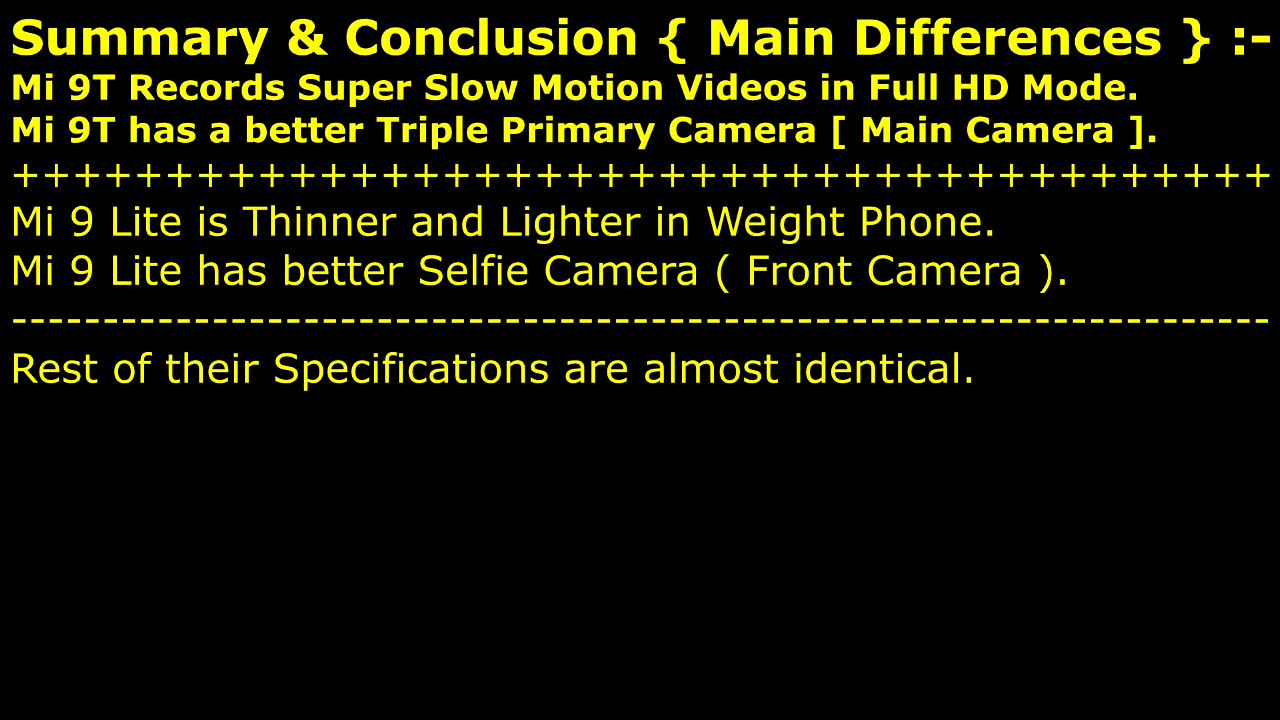 Summary & Conclusion { Main Differences } :-
Mi 9T Records Super Slow Motion Videos in Full HD Mode.
Mi 9T has a better Triple Primary Camera [ Main Camera ].
+++++++++++++++++++++++++++++++++++++++++
Mi 9 Lite is Thinner and Lighter in Weight Phone.
Mi 9 Lite has better Selfie Camera ( Front Camera ).
---------------------------------------------------------------------
Rest of their Specifications are almost identical.